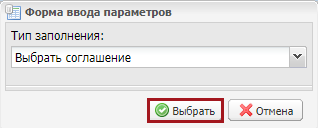 Форма ввода параметров
Тип заполнения:
Выбрать соглашение
Выбрать Отмена